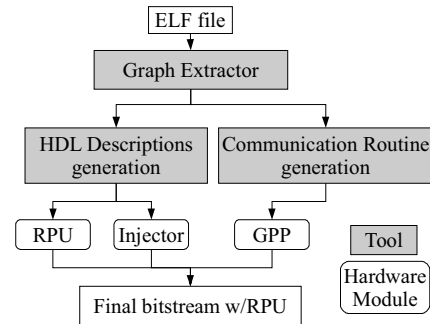 ELF file
Graph Extractor
HDL Descriptions
generation
Communication Routine
generation
RPU
Injector
GPP
Tool
Hardware
Module
Final bitstream w/RPU